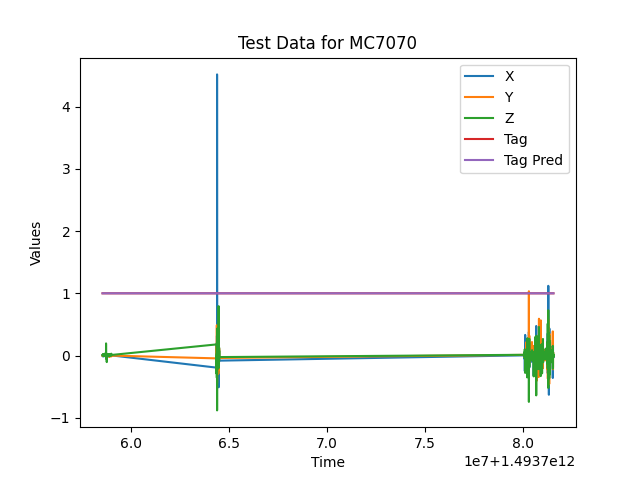 Test Data for MC7070
X
Y
Z
Tag
Tag Pred
Values
4
3
2
1
0
−1
6.0 6.5 7.0 7.5 8.0
Time
1e7+1.4937e12